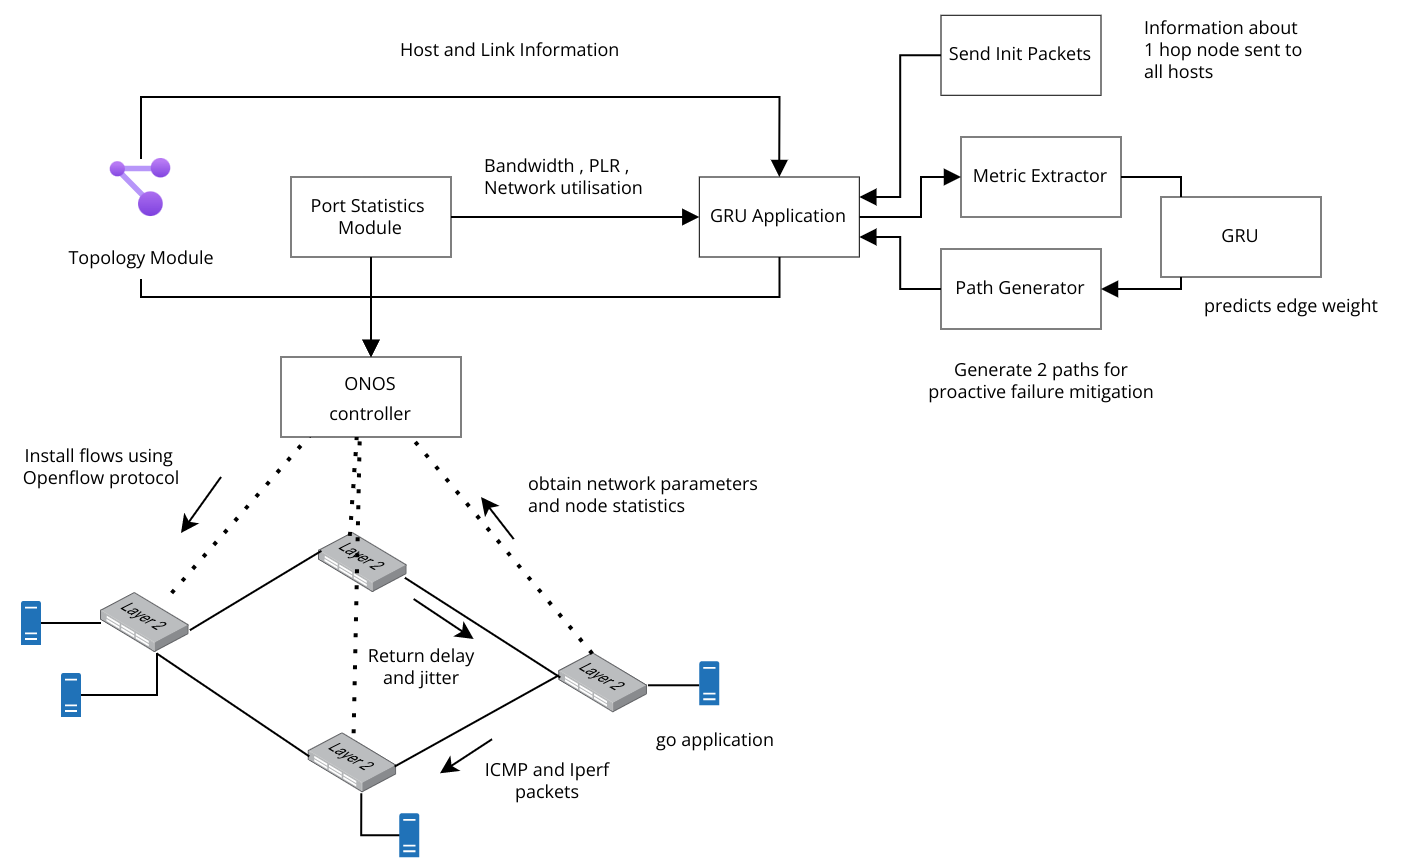 Host and Link Information
Send Init Packets
Information about
1 hop node sent to
all hosts
Bandwidth , PLR ,
Network utilisation
Port Statistics
Module
GRU Application
Metric Extractor
GRU
Topology Module
Path Generator
predicts edge weight
Generate 2 paths for
proactive failure mitigation
ONOS
controller
Install flows using
Openflow protocol
obtain network parameters
and node statistics
Layer 2
Layer 2
Return delay
and jitter
Layer 2
go application
Layer 2
ICMP and Iperf
packets